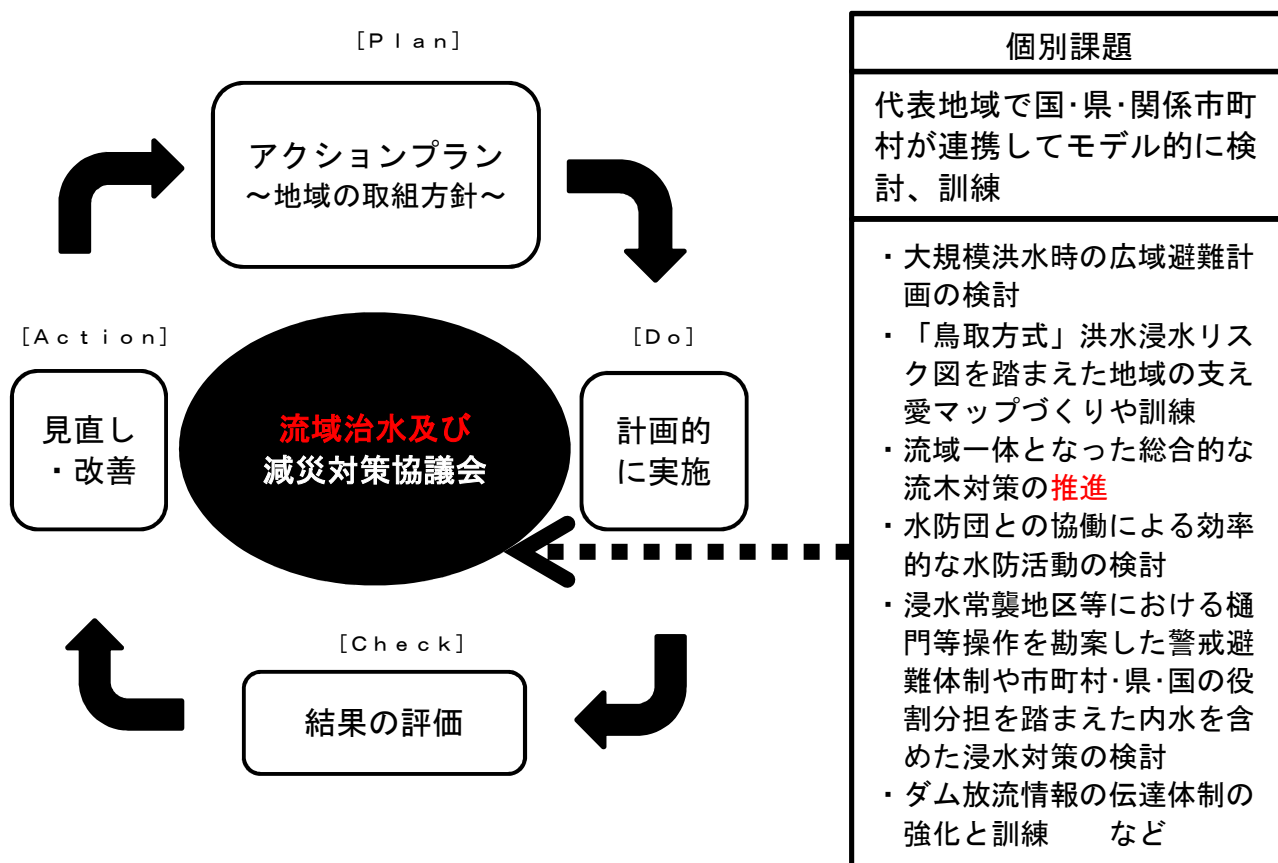 [Plan]
アクションプラン
～地域の取組方針～
[Action]
見直し
・改善
流域治水及び
減災対策協議会
[Do]
計画的
に実施
[Check]
結果の評価
個別課題
代表地域で国･県･関係市町
村が連携してモデル的に検
討、訓練
・大規模洪水時の広域避難計
画の検討
・「鳥取方式」洪水浸水リス
ク図を踏まえた地域の支え
愛マップづくりや訓練
・流域一体となった総合的な
流木対策の推進
・水防団との協働による効率
的な水防活動の検討
・浸水常襲地区等における樋
門等操作を勘案した警戒避
難体制や市町村･県･国の役
割分担を踏まえた内水を含
めた浸水対策の検討
・ダム放流情報の伝達体制の
強化と訓練　　など